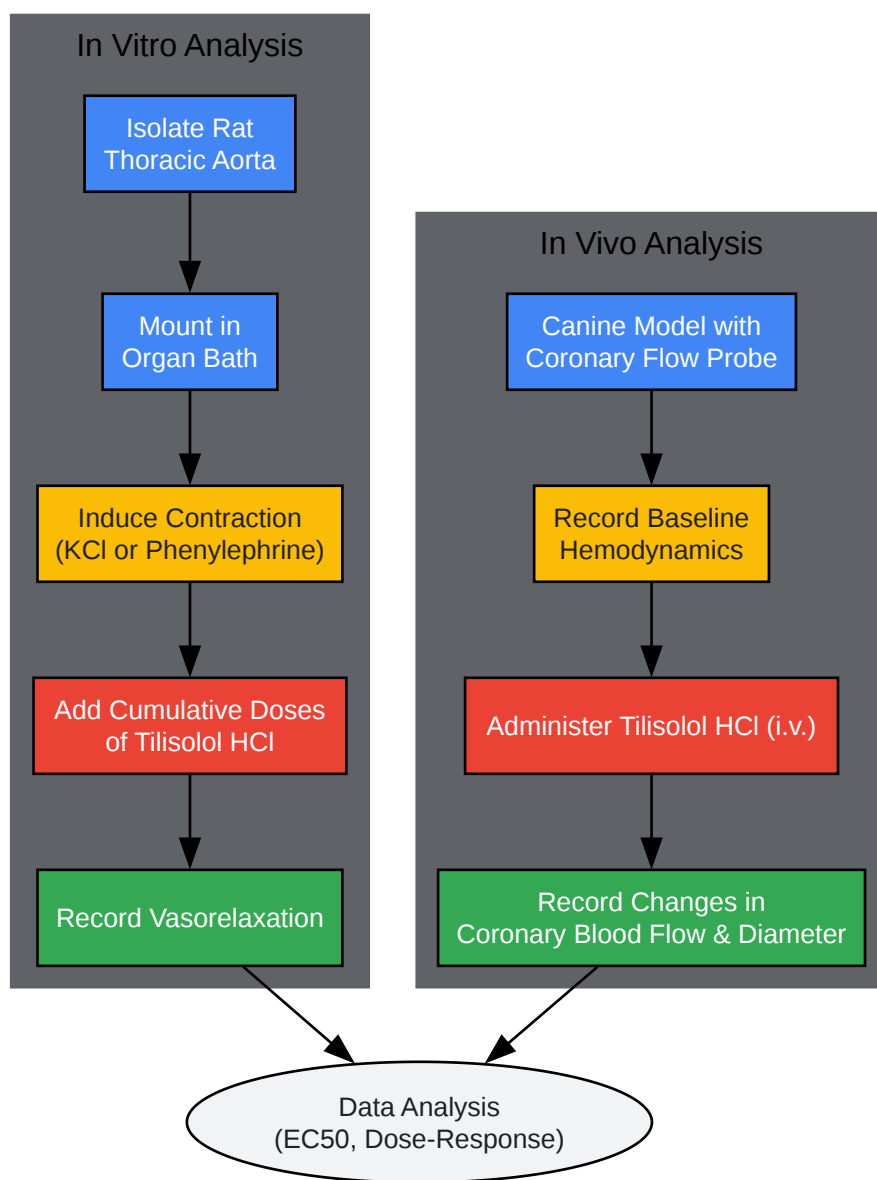 In Vitro Analysis
Isolate Rat
Thoracic Aorta
Mount in
Organ Bath
Induce Contraction
(KCl or Phenylephrine)
Add Cumulative Doses
of Tilisolol HCl
Record Vasorelaxation
In Vivo Analysis
Canine Model with
Coronary Flow Probe
Record Baseline
Hemodynamics
Administer Tilisolol HCl (i.v.)
Record Changes in
Coronary Blood Flow & Diameter
Data Analysis
(EC50, Dose-Response)